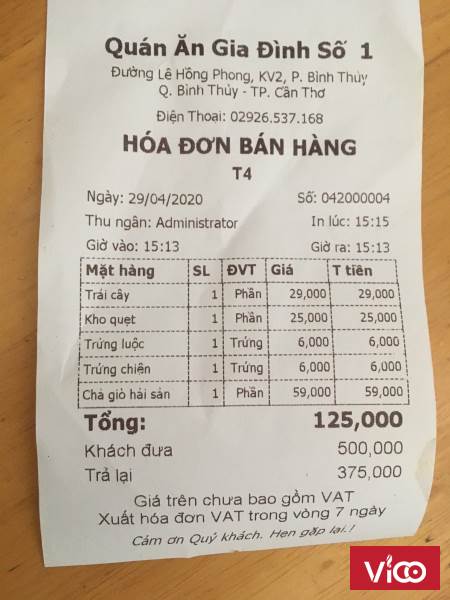 Quán Ăn Gia Đình Số 1
Đường Lê Hồng Phong, KV2, P. Bình Thủy
Q. Bình Thủy - TP. Cần Thơ
Điện Thoại: 02926.537.168
HÓA ĐƠN BÁN HÀNG
T4
Ngày: 29/04/2020 Số: 042000004
Thu ngân: Administrator In lúc: 15:15
Giờ vào: 15:13 Giờ ra: 15:13
Mặt hàng SL ĐVT Giá T tiền
Trái cây 1 Phần 29,000 29,000
Kho quẹt 1 Phần 25,000 25,000
Trứng luộc 1 Trứng 6,000 6,000
Trứng chiên 1 Trứng 6,000 6,000
Chả giò hải sản 1 Phần 59,000 59,000
Tổng: 125,000
Khách đưa 500,000
Trả lại 375,000
Giá trên chưa bao gồm VAT
Xuất hóa đơn VAT trong vòng 7 ngày
Cảm ơn Quý khách. Hẹn gặp lại.!
Vico